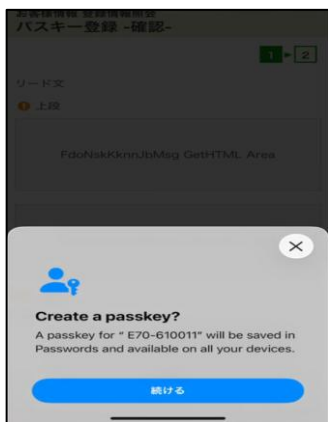 お客様情報 登録情報照会
パスキー登録 -確認-
1 ▶ 2
リード文
上段
FdoNskKknnJbMsg GetHTML Area
Create a passkey?
A passkey for “ E70-610011” will be saved in
Passwords and available on all your devices.
続ける